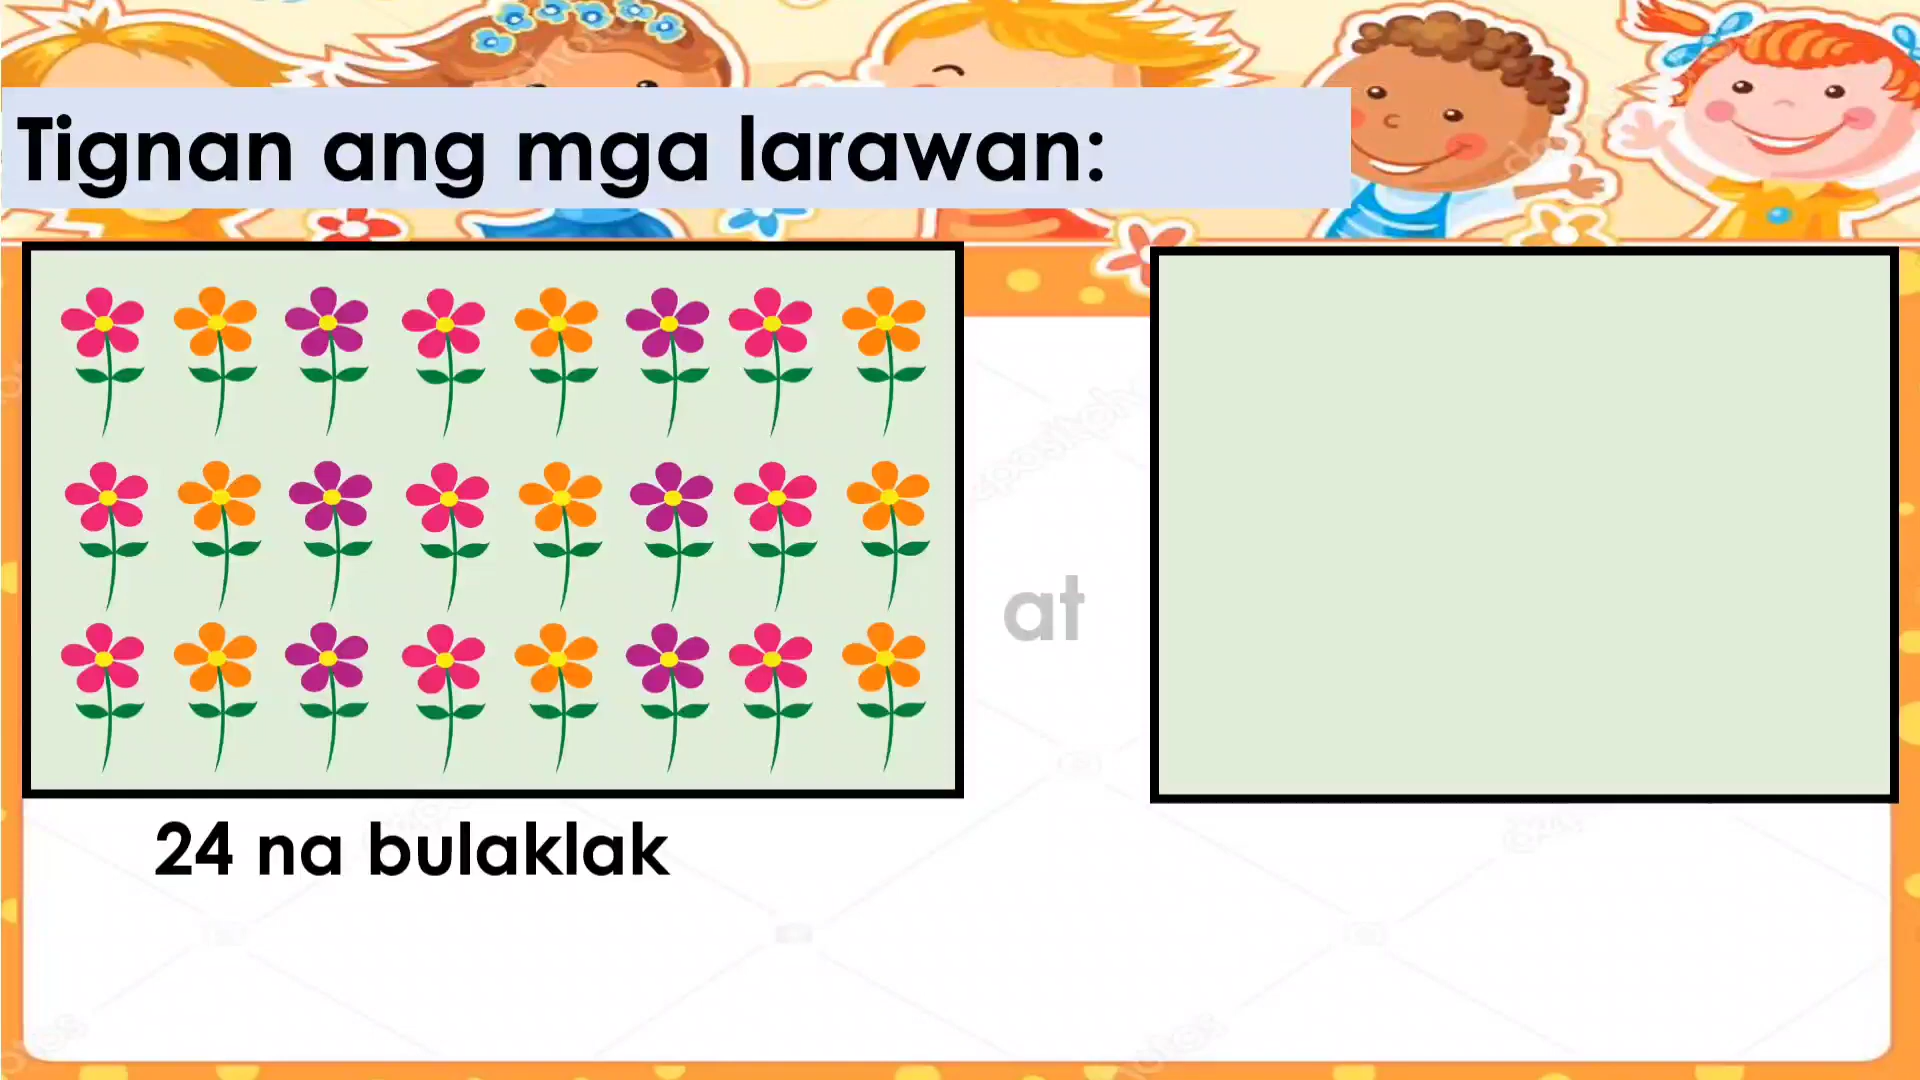 Tignan ang mga larawan:
at
24 na bulaklak